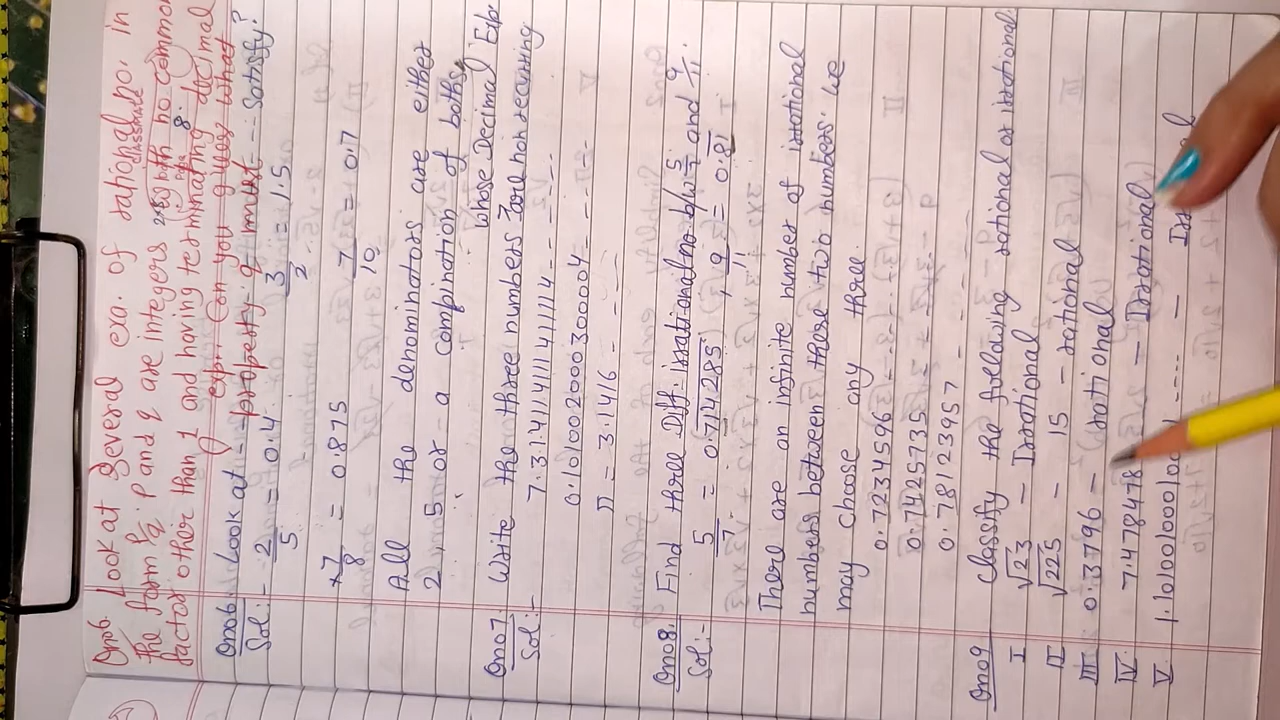 Qno6. Look at several exa. of rational no. in
the form P/q. p and q are integers with no common
factor other than 1 and having terminating decimal
expn. Can you guess what
Qno6. Look at - property q must --- Satisfy?
Sol:- 2/5 = 0.4 3/2 = 1.5
7/8 = 0.875 7/10 = 0.7
All the denominators are either
2, 5 or a combination of both.
Qno7. Write the three numbers whose Decimal Exp. are non recurring
Sol:- 7.314114111411114 - - - -
0.101002000300004 - - - -
π = 3.1416 - - -
Qno8. Find three Diff. irrational no. b/w 5/7 and 9/11.
Sol:- 5/7 = 0.714285, 9/11 = 0.81
There are an infinite number of irrational
numbers between these two numbers. We
may choose any three
0.7234596 - - -
0.7425735 - - -
0.78123957 - - -
Qno9 Classify the following rational or irrational.
I √23 - Irrational
II √225 - 15 - rational
III 0.3796 - rational
IV 7.478478 - Irrational
V 1.101001000